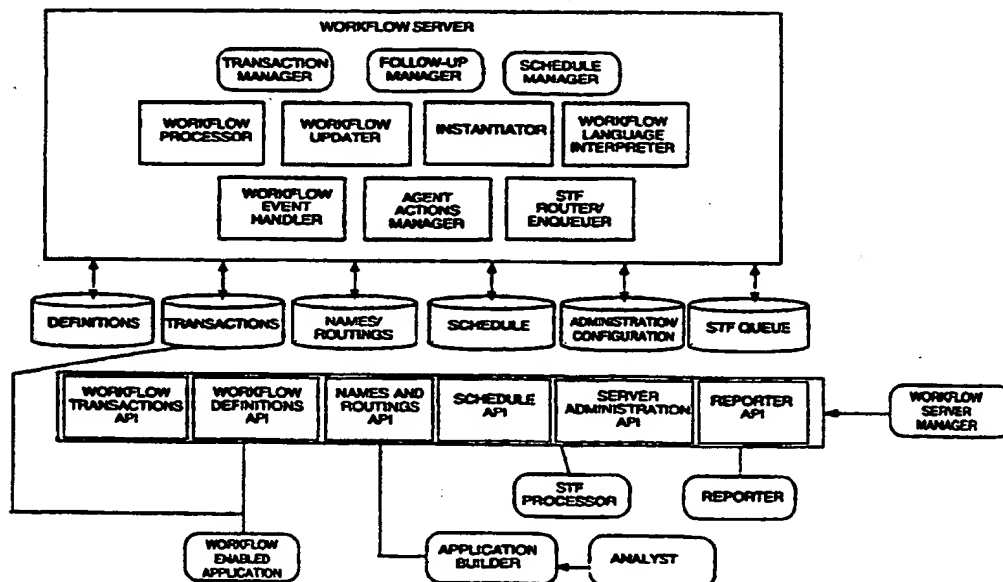 WORKFLOW SERVER
TRANSACTION
MANAGER
FOLLOW-UP
MANAGER
SCHEDULE
MANAGER
WORKFLOW
PROCESSOR
WORKFLOW
UPDATER
INSTANTIATOR
WORKFLOW
LANGUAGE
INTERPRETER
WORKFLOW
EVENT
HANDLER
AGENT
ACTIONS
MANAGER
STF
ROUTER/
ENQUEUER
DEFINITIONS
TRANSACTIONS
NAMES/
ROUTINGS
SCHEDULE
ADMINISTRATION/
CONFIGURATION
STF QUEUE
WORKFLOW
TRANSACTIONS
API
WORKFLOW
DEFINITIONS
API
NAMES AND
ROUTINGS
API
SCHEDULE
API
SERVER
ADMINISTRATION
API
REPORTER
API
WORKFLOW
SERVER
MANAGER
STF
PROCESSOR
REPORTER
WORKFLOW
ENABLED
APPLICATION
APPLICATION
BUILDER
ANALYST